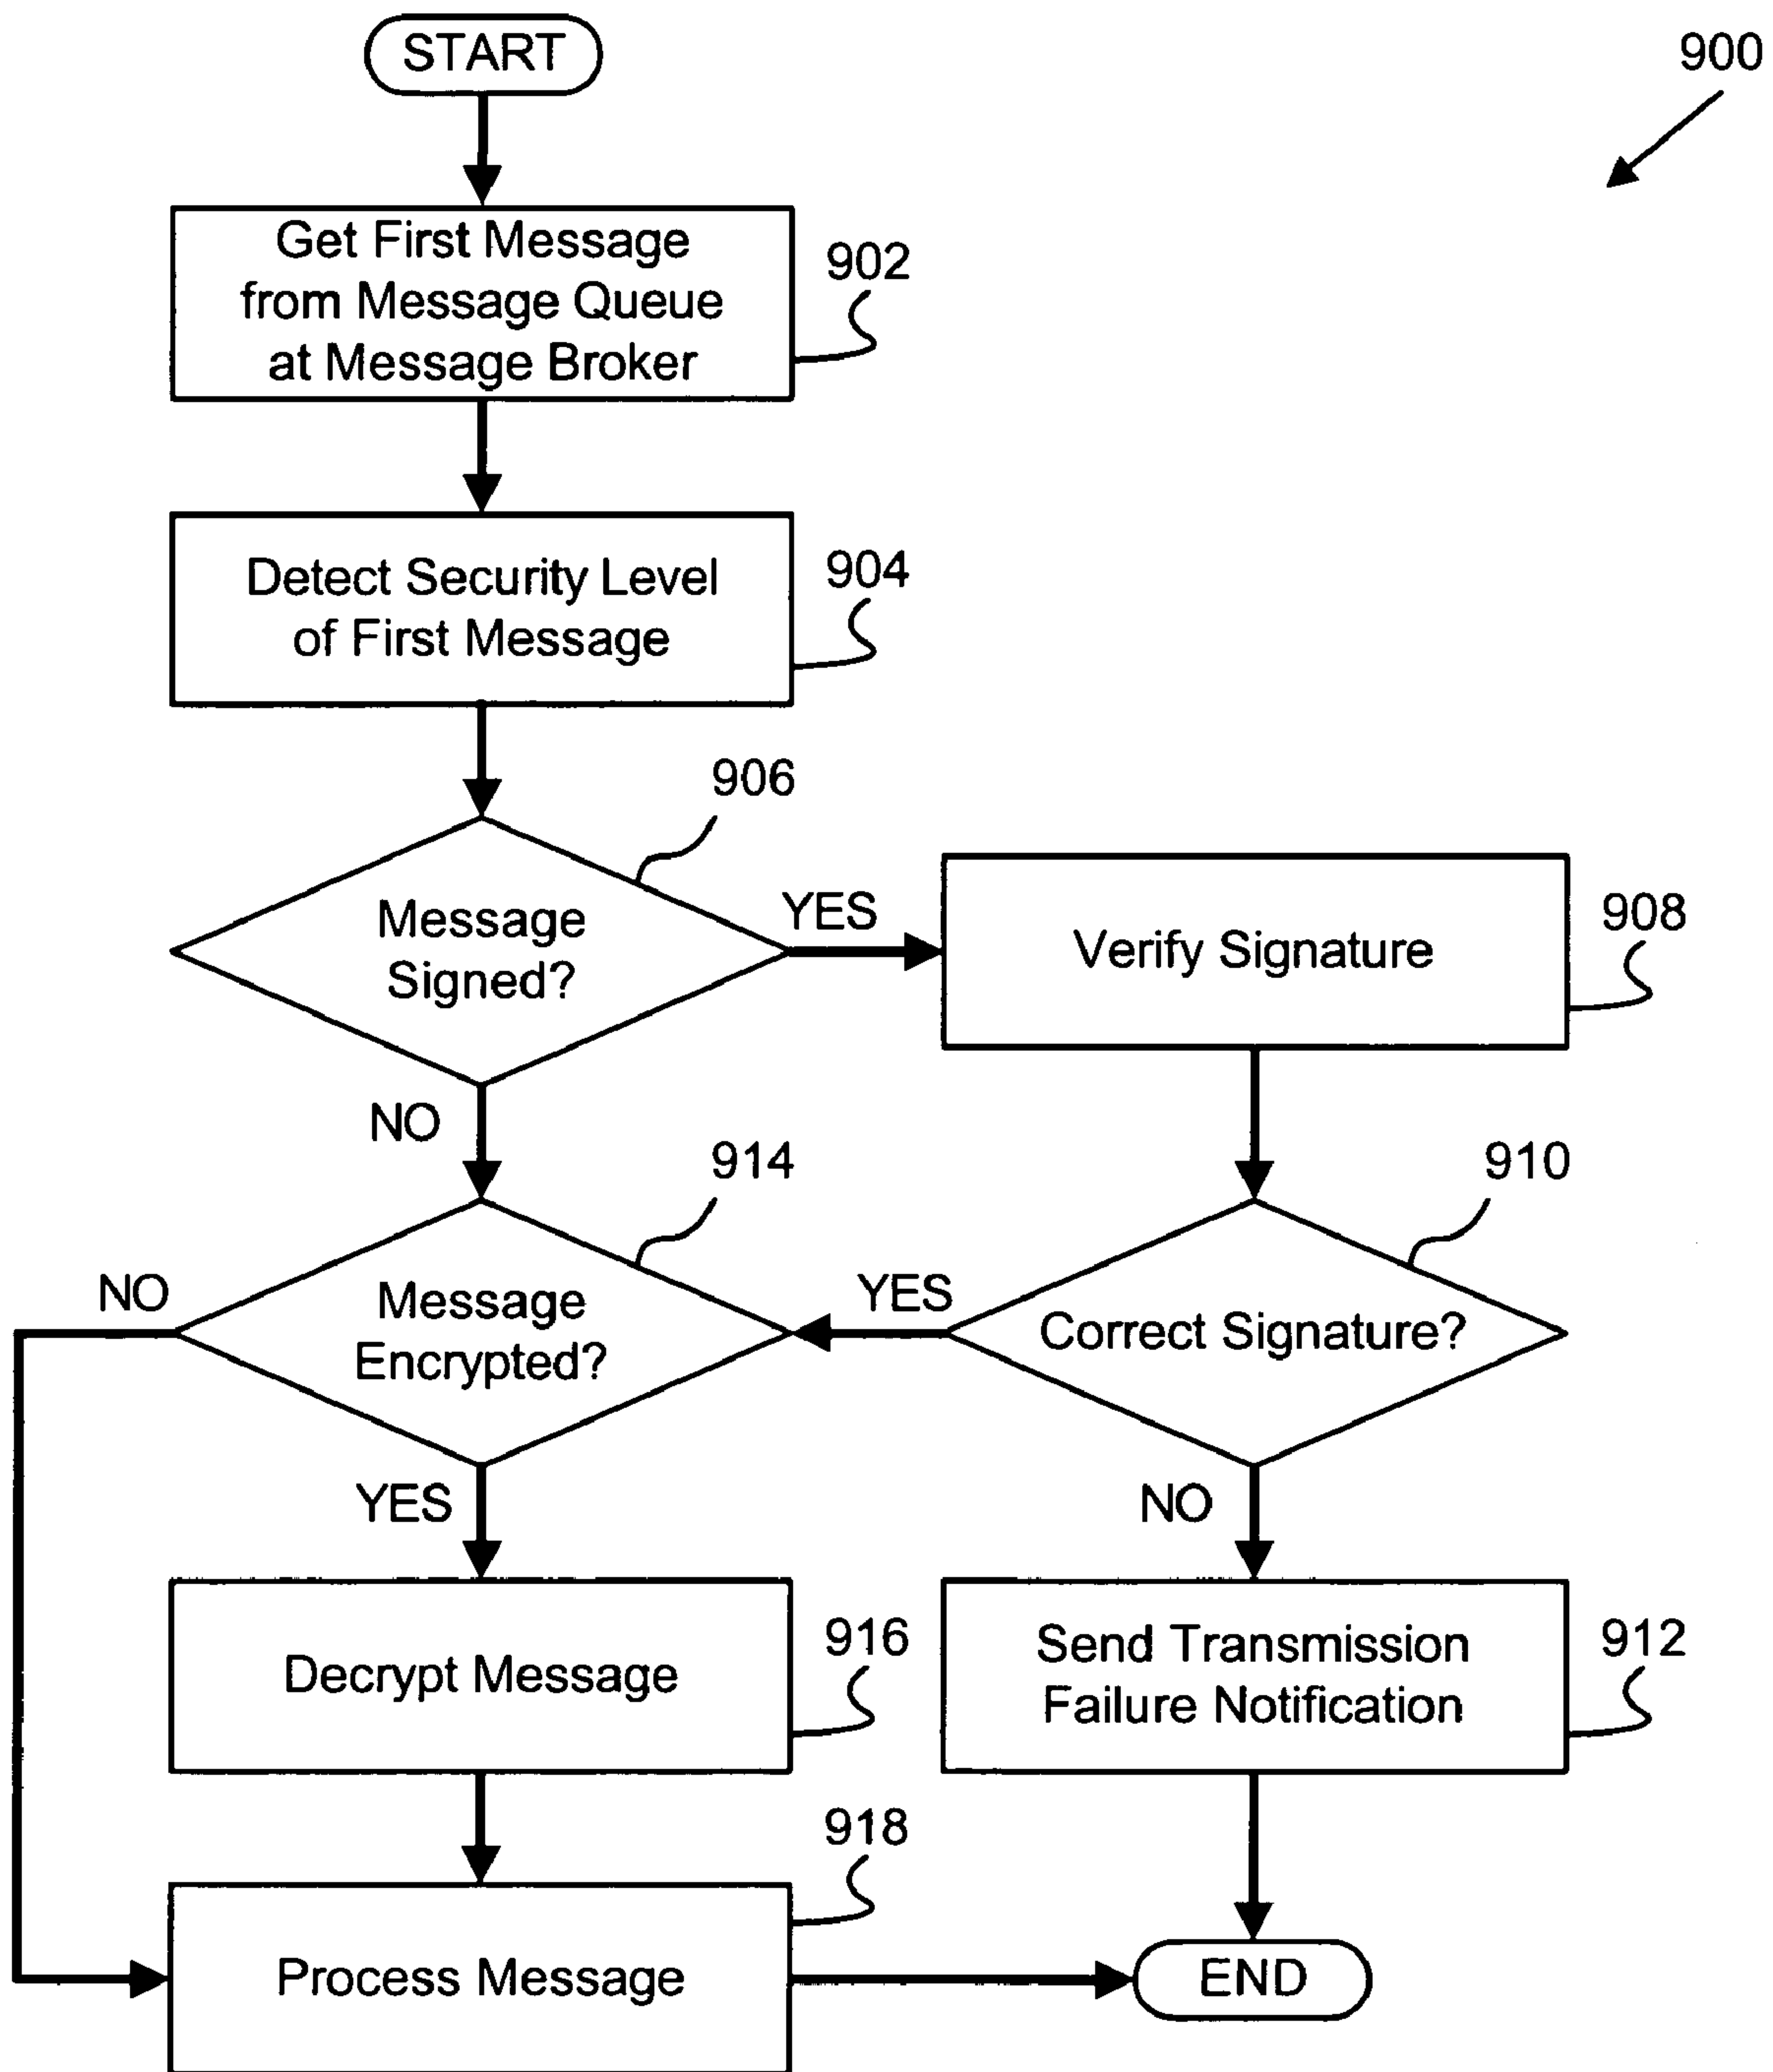 START
900
Get First Message
from Message Queue
at Message Broker
902
Detect Security Level
of First Message
904
906
Message
Signed?
YES
Verify Signature
908
NO
914
910
NO
Message
Encrypted?
YES
Correct Signature?
YES
NO
Decrypt Message
916
Send Transmission
Failure Notification
912
918
Process Message
END